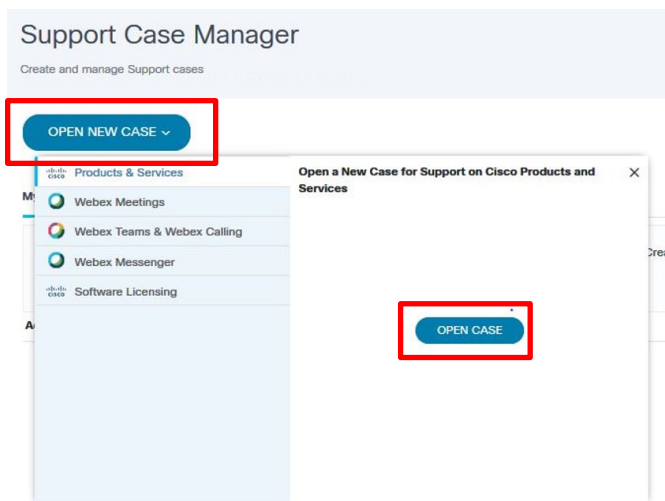 Support Case Manager
Create and manage Support cases
OPEN NEW CASE
Products & Services
Webex Meetings
Webex Teams & Webex Calling
Webex Messenger
Software Licensing
Open a New Case for Support on Cisco Products and
Services
OPEN CASE